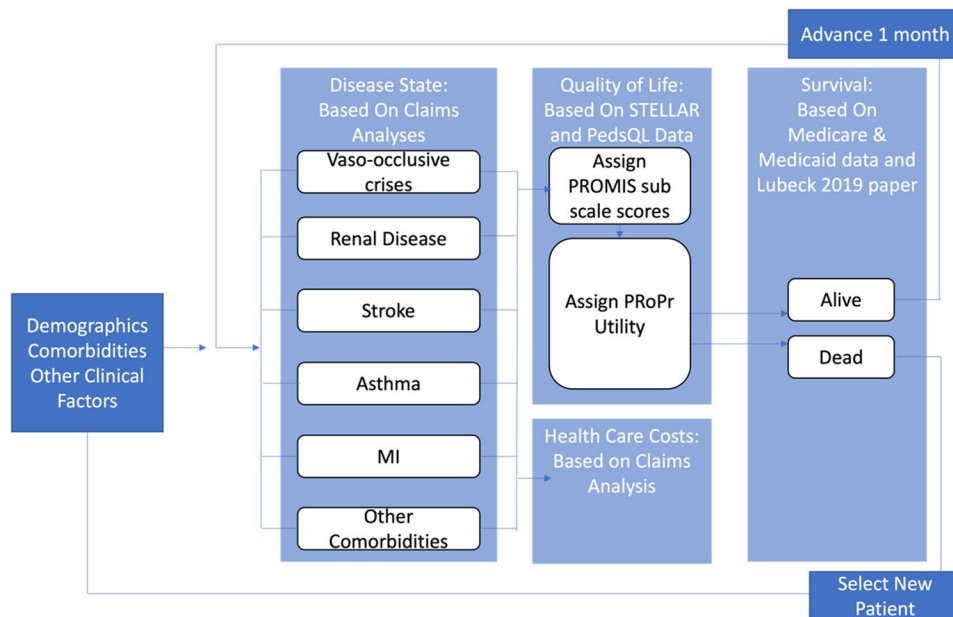 Advance 1 month
Disease State:
Based On Claims
Analyses
Vaso-occlusive
crises
Renal Disease
Stroke
Asthma
MI
Other
Comorbidities
Quality of Life:
Based On STELLAR
and PedsQL Data
Assign
PROMIS sub
scale scores
Assign PRoPr
Utility
Health Care Costs:
Based on Claims
Analysis
Survival:
Based On
Medicare &
Medicaid data and
Lubeck 2019 paper
Alive
Dead
Demographics
Comorbidities
Other Clinical
Factors
Select New
Patient